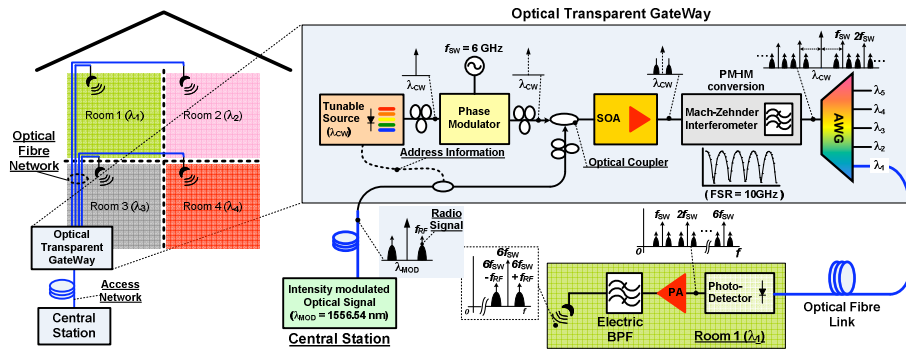 Optical Transparent GateWay
Room 1 (λ1)
Room 2 (λ2)
Optical
Fibre
Network
Room 3 (λ3)
Room 4 (λ4)
Optical
Transparent
GateWay
Access
Network
Central
Station
fSW = 6 GHz
λCW
λCW
λCW
fSW 2fSW
λCW
Tunable
Source
(λCW)
Phase
Modulator
SOA
PM-IM
conversion
Mach-Zehnder
Interferometer
(FSR = 10GHz)
AWG
λ5
λ4
λ3
λ2
λ1
Address Information
Optical Coupler
Radio
Signal
fRF
λMOD
Intensity modulated
Optical Signal
(λMOD = 1556.54 nm)
Central Station
6fSW
6fSW 6fSW
-fRF +fRF
0 f
fSW 2fSW 6fSW
0 f
Electric
BPF
PA
Photo-
Detector
Room 1 (λ1)
Optical Fibre
Link